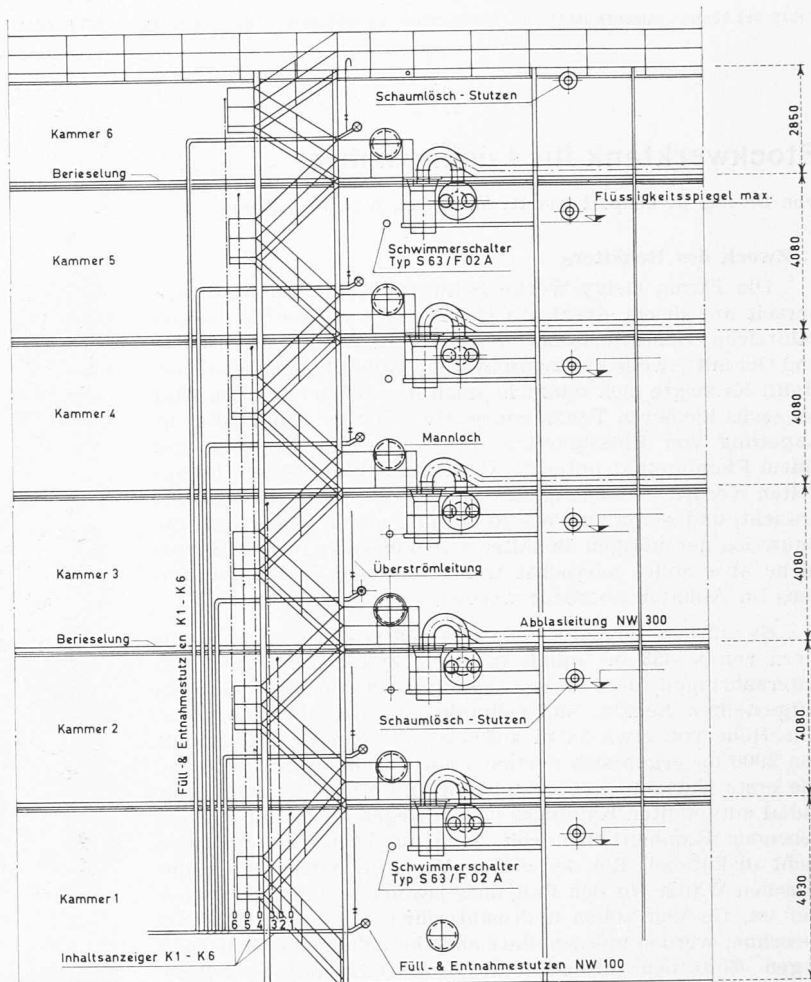 Schaumlösch - Stutzen
Kammer 6
2850
Berieselung
Flüssigkeitsspiegel max.
Schwimmerschalter
Typ S 63 / F 02 A
Kammer 5
4080
Kammer 4
4080
Mannloch
Kammer 3
Überströmleitung
4080
Füll-& Entnahmestutzen K1 - K6
Abblasleitung NW 300
Berieselung
Schaumlösch - Stutzen
Kammer 2
4080
Schwimmerschalter
Typ S 63 / F 02 A
Kammer 1
6 5 4 3 2 1
4830
Inhaltsanzeiger K1 - K6
Füll-& Entnahmestutzen NW 100